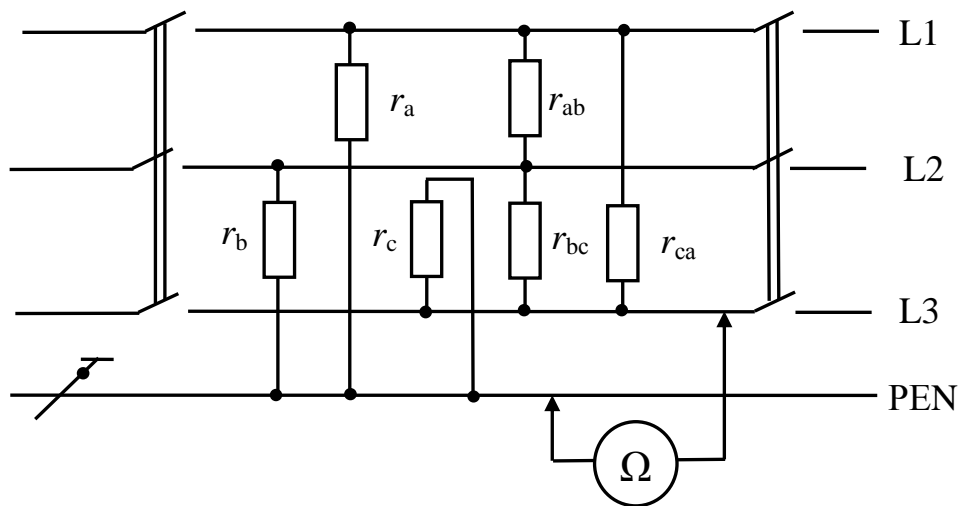 L1
r_a
r_ab
L2
r_b
r_c
r_bc
r_ca
L3
PEN
Ω